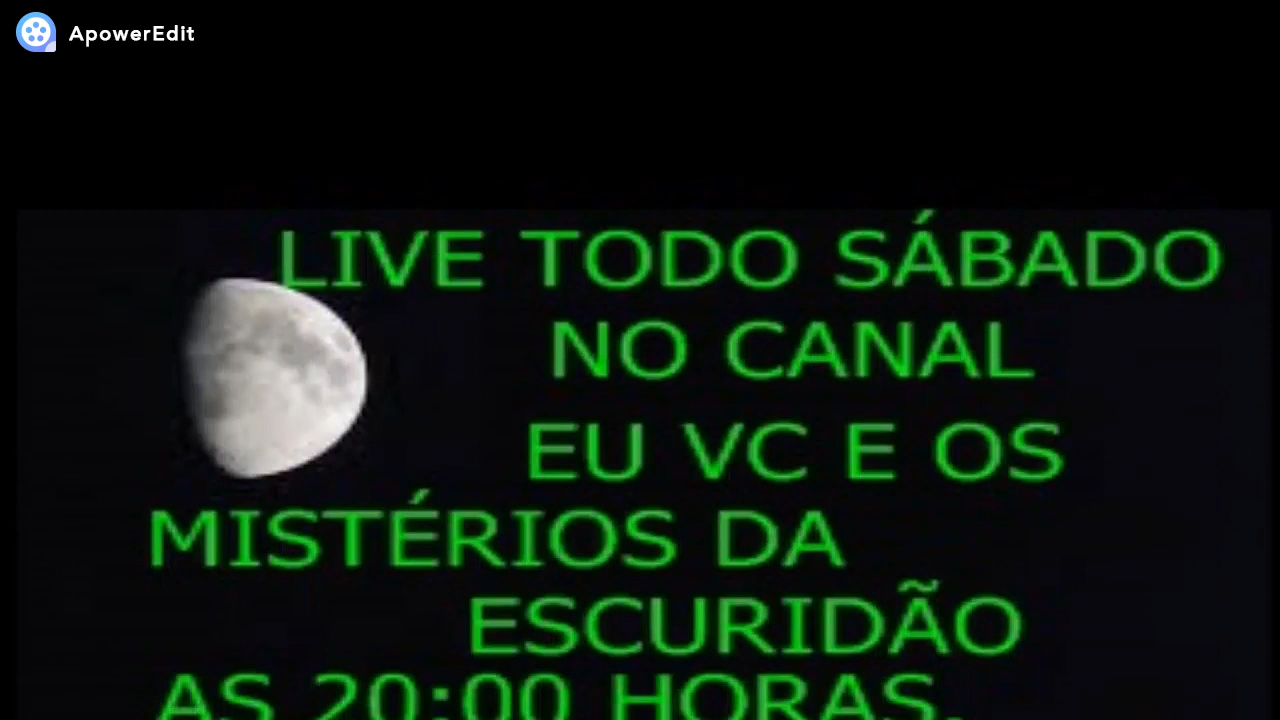 ApowerEdit
LIVE TODO SÁBADO
NO CANAL
EU VC E OS
MISTÉRIOS DA
ESCURIDÃO
AS 20:00 HORAS.